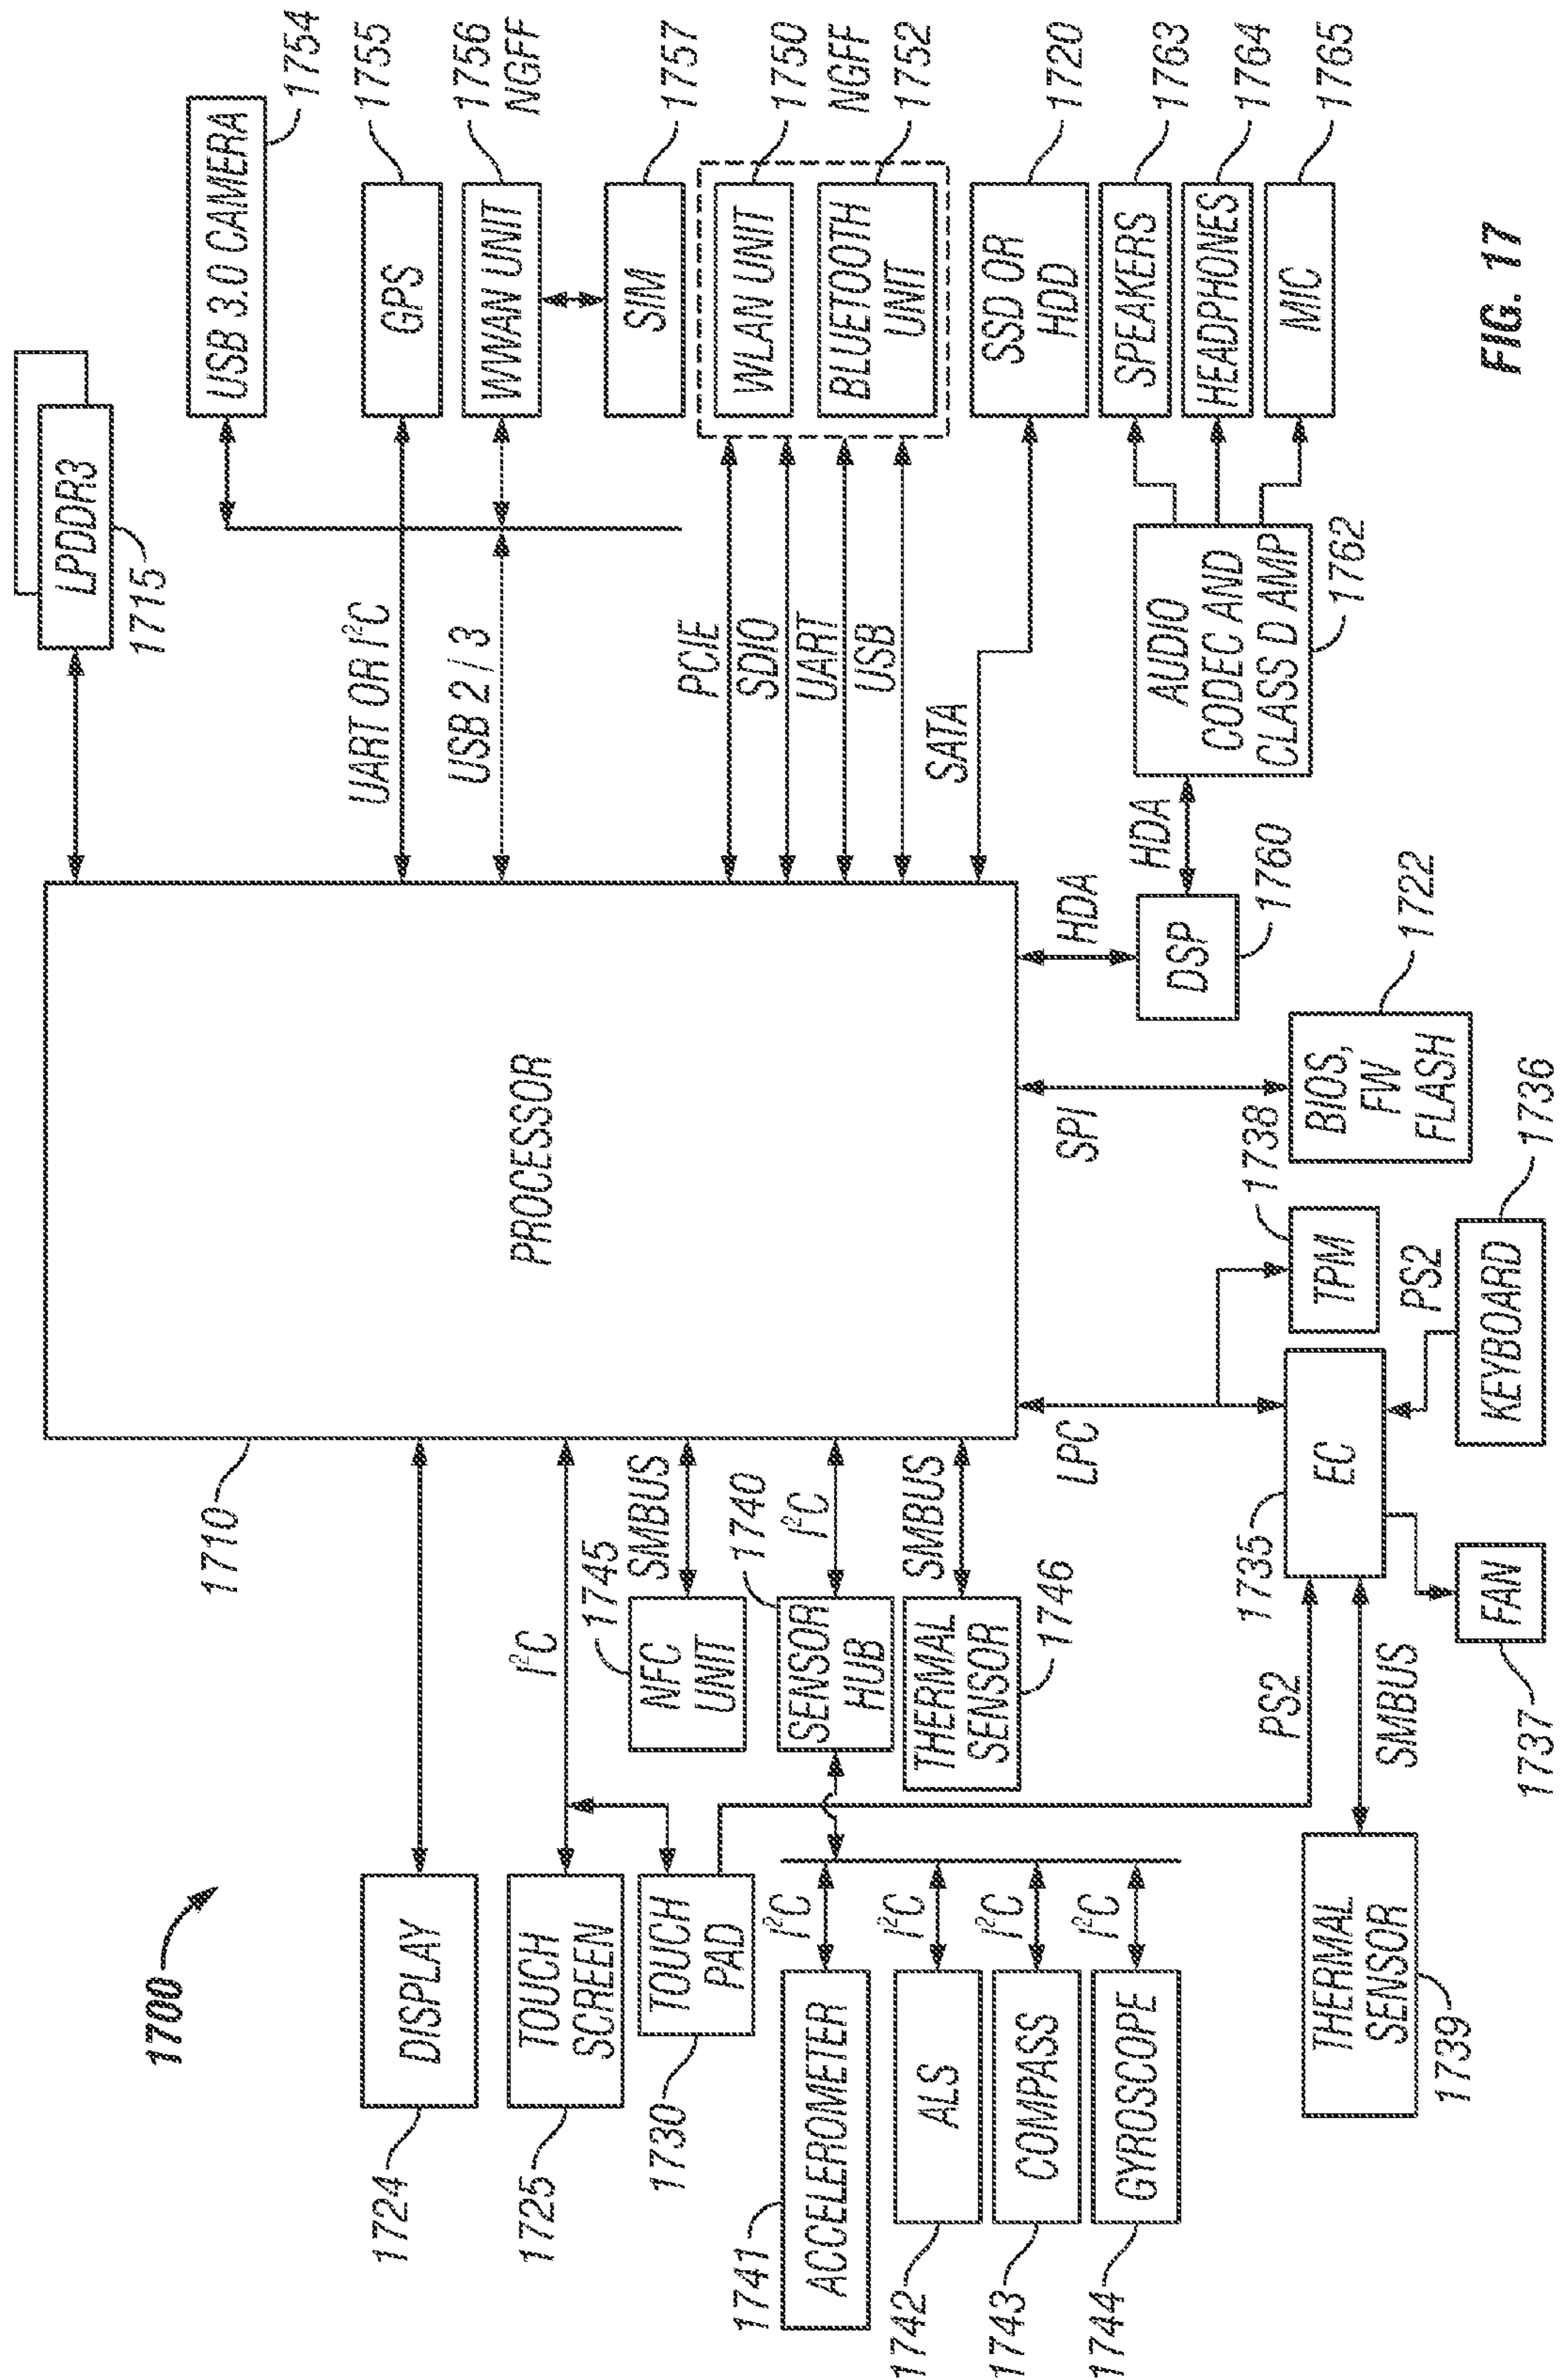 1700
1710
PROCESSOR
LPDDR3
1715
USB 3.0 CAMERA
1754
UART OR I²C
GPS
1755
USB 2 / 3
WWAN UNIT
1756
NGFF
SIM
1757
PCIE
SDIO
UART
USB
WLAN UNIT
1750
NGFF
BLUETOOTH
UNIT
1752
SATA
SSD OR
HDD
1720
SPEAKERS
1763
HEADPHONES
1764
MIC
1765
AUDIO
CODEC AND
CLASS D AMP
1762
HDA
HDA
DSP
1760
SPI
BIOS,
FW
FLASH
1722
LPC
TPM
1738
EC
1735
PS2
KEYBOARD
1736
FAN
1737
PS2
SMBUS
THERMAL
SENSOR
1739
DISPLAY
1724
I²C
TOUCH
SCREEN
1725
TOUCH
PAD
1730
SMBUS
NFC
UNIT
1745
I²C
SENSOR
HUB
1740
SMBUS
THERMAL
SENSOR
1746
I²C
ACCELEROMETER
1741
I²C
ALS
1742
I²C
COMPASS
1743
I²C
GYROSCOPE
1744
FIG. 17